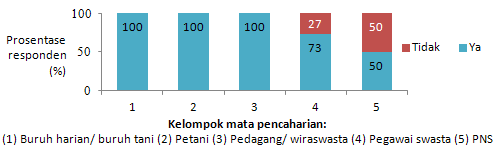 Prosentase
responden
(%)
100
50
0
100 100 100 27 50
73 50
Tidak Ya
1 2 3 4 5
Kelompok mata pencaharian:
(1) Buruh harian/ buruh tani (2) Petani (3) Pedagang/ wiraswasta (4) Pegawai swasta (5) PNS